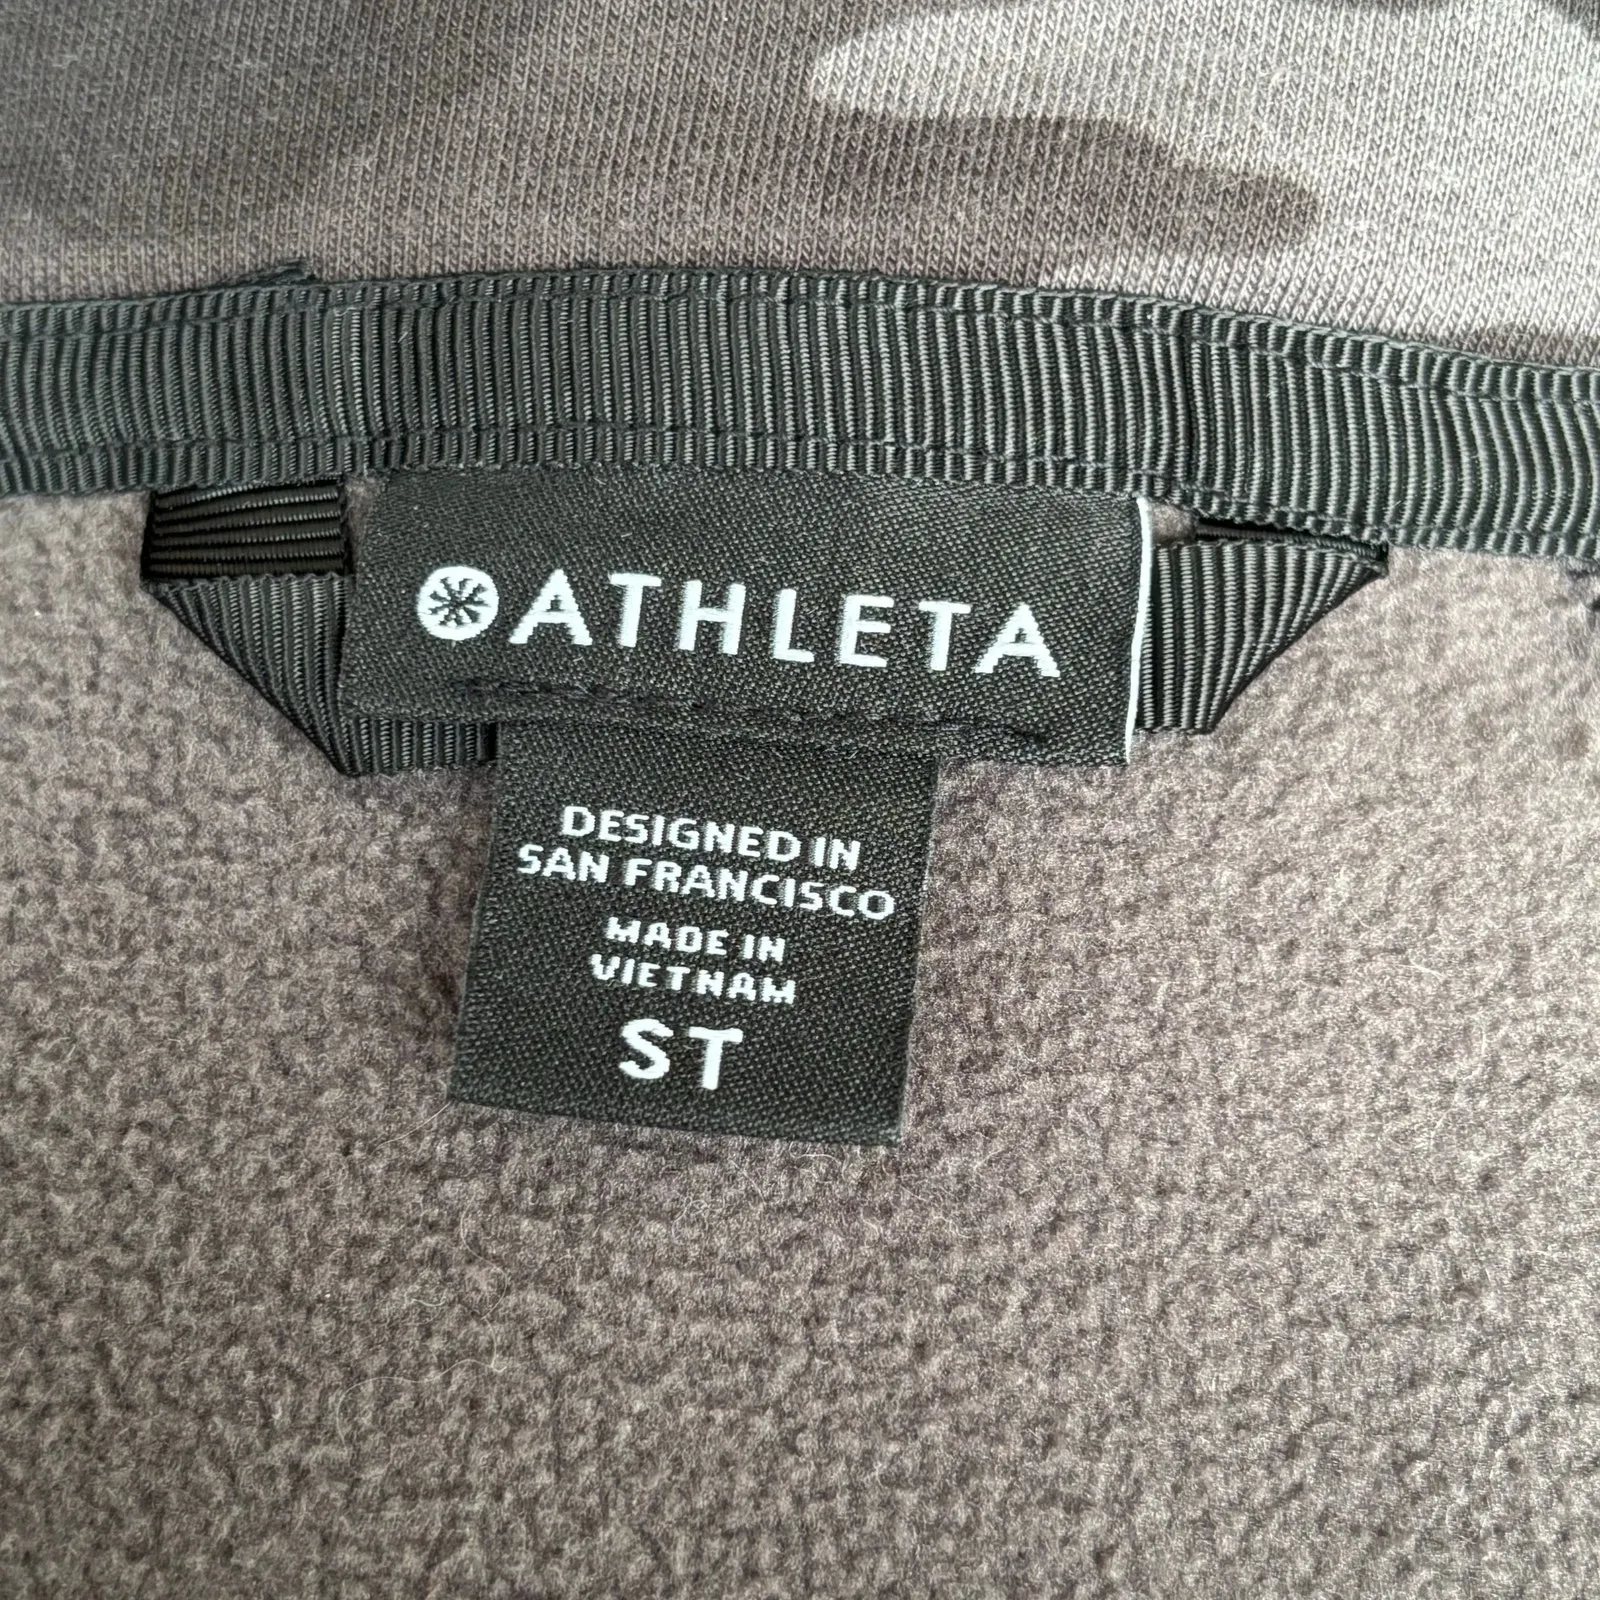 ATHLETA
DESIGNED IN
SAN FRANCISCO
MADE IN
VIETNAM
ST